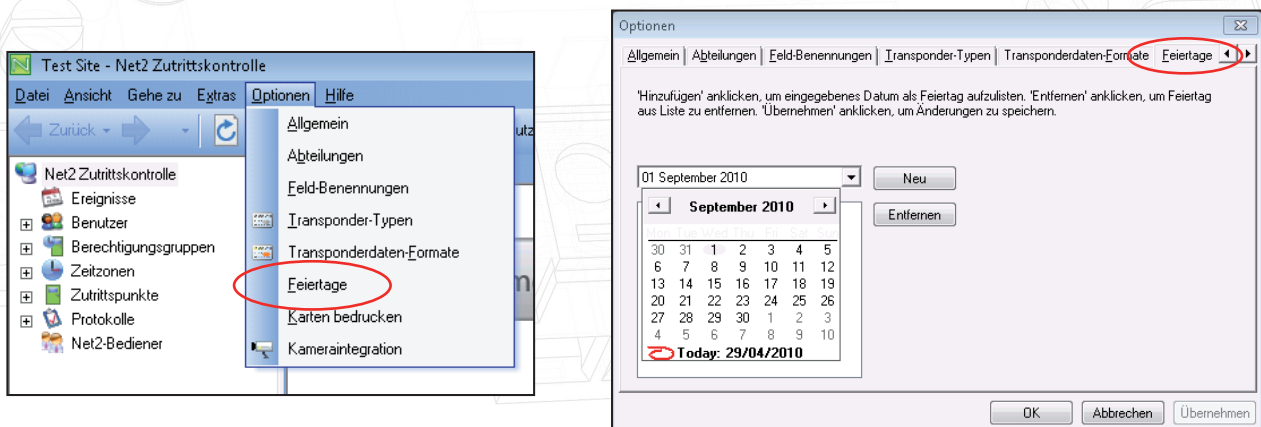 Test Site - Net2 Zutrittskontrolle
Datei Ansicht Gehe zu Extras Optionen Hilfe
Zurück
Allgemein
Abteilungen
Feld-Benennungen
Transponder-Typen
Transponderdaten-Formate
Feiertage
Karten bedrucken
Kameraintegration
Net2 Zutrittskontrolle
Ereignisse
Benutzer
Berechtigungsgruppen
Zeitzonen
Zutrittspunkte
Protokolle
Net2-Bediener
Optionen
Allgemein Abteilungen Feld-Benennungen Transponder-Typen Transponderdaten-Formate Feiertage
'Hinzufügen' anklicken, um eingegebenes Datum als Feiertag aufzulisten. 'Entfernen' anklicken, um Feiertag
aus Liste zu entfernen. 'Übernehmen' anklicken, um Änderungen zu speichern.
01 September 2010
Neu
Entfernen
September 2010
Mon Tue Wed Thu Fri Sat Sun
30 31 1 2 3 4 5
6 7 8 9 10 11 12
13 14 15 16 17 18 19
20 21 22 23 24 25 26
27 28 29 30 1 2 3
4 5 6 7 8 9 10
Today: 29/04/2010
OK Abbrechen Übernehmen